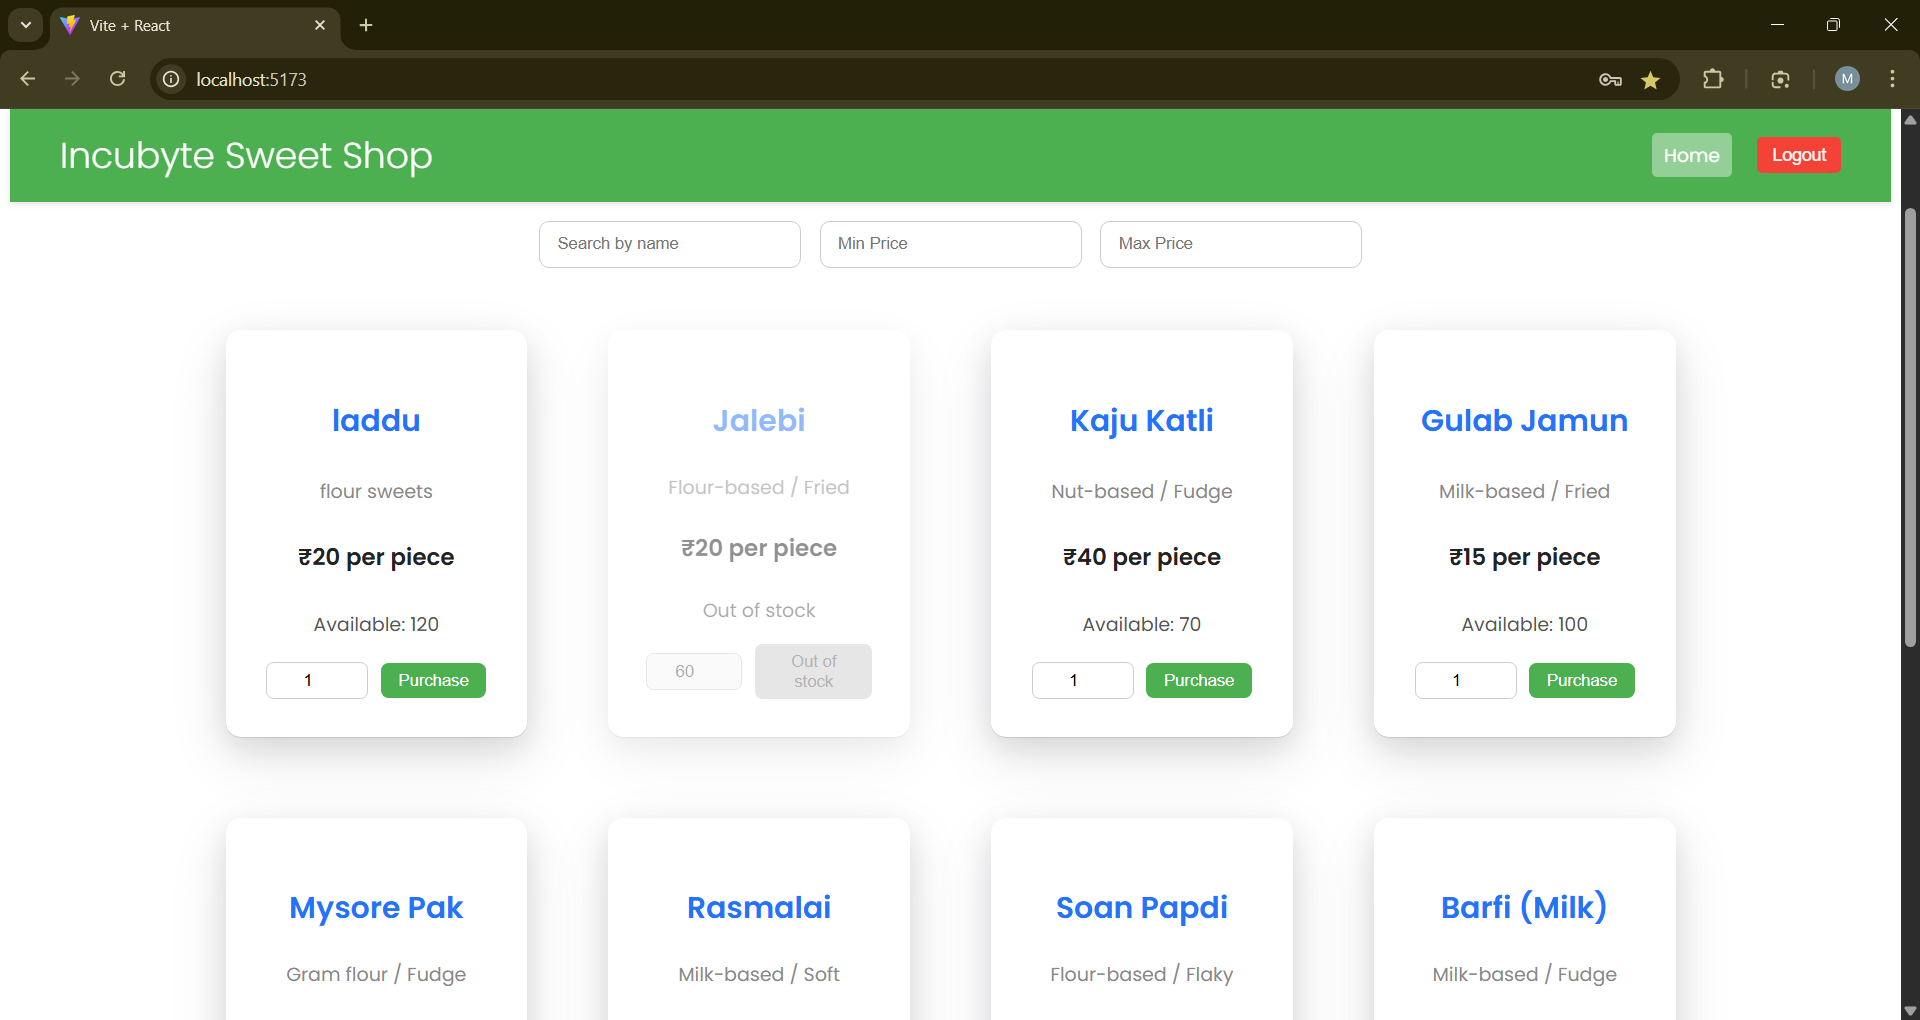 Vite + React
localhost:5173
M
Incubyte Sweet Shop
Home
Logout
Search by name
Min Price
Max Price
laddu
flour sweets
₹20 per piece
Available: 120
1
Purchase
Jalebi
Flour-based / Fried
₹20 per piece
Out of stock
60
Out of
stock
Kaju Katli
Nut-based / Fudge
₹40 per piece
Available: 70
1
Purchase
Gulab Jamun
Milk-based / Fried
₹15 per piece
Available: 100
1
Purchase
Mysore Pak
Gram flour / Fudge
Rasmalai
Milk-based / Soft
Soan Papdi
Flour-based / Flaky
Barfi (Milk)
Milk-based / Fudge